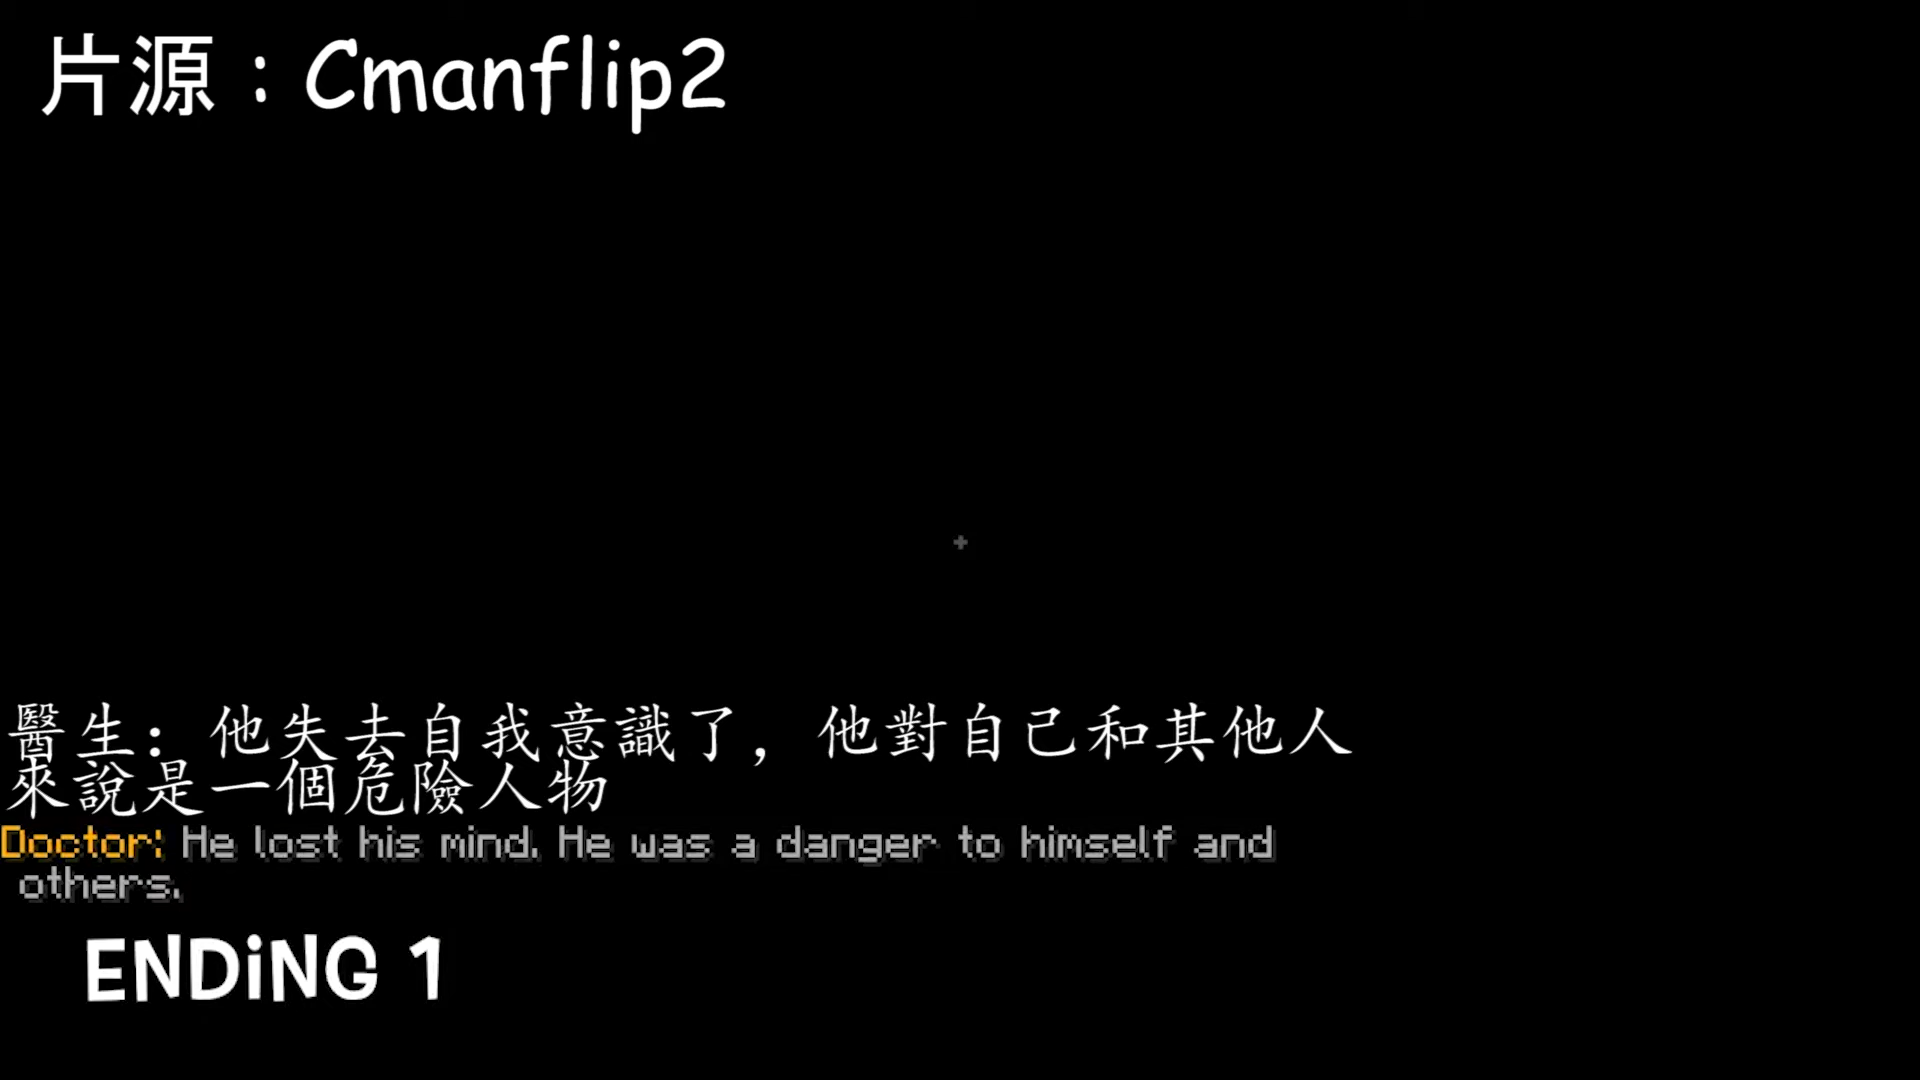 片源：Cmanflip2
醫生：他失去自我意識了，他對自己和其他人
來說是一個危險人物
Doctor: He lost his mind. He was a danger to himself and
others.
ENDiNG 1